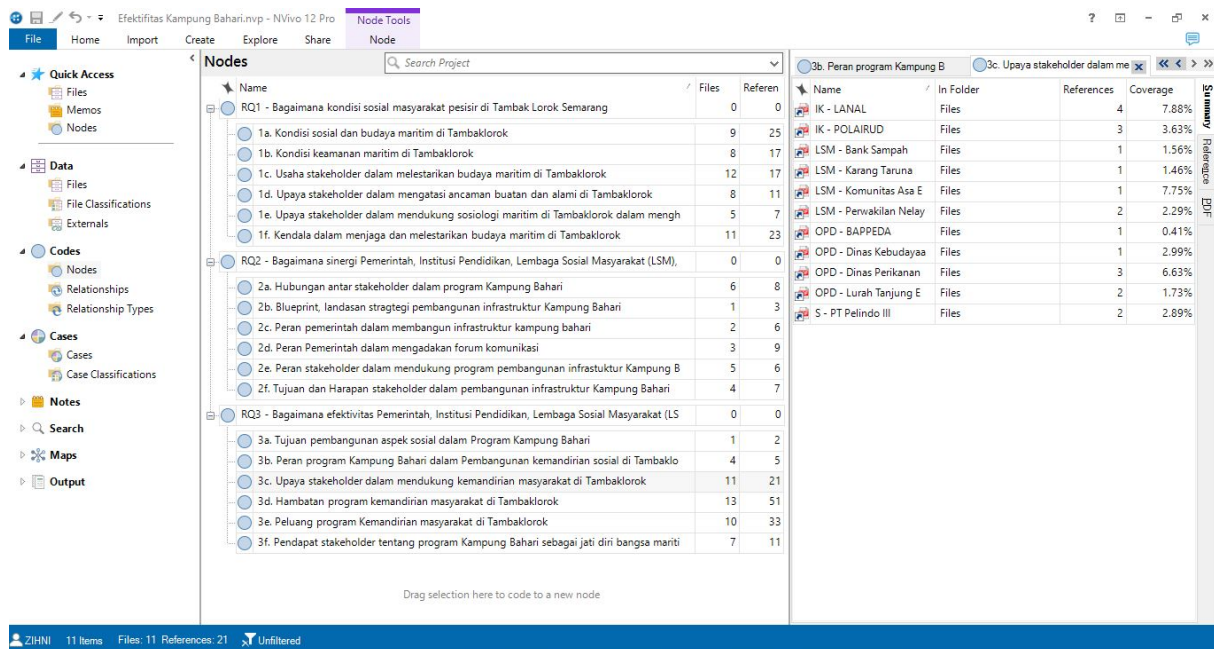 Efektifitas Kampung Bahari.nvp - NVivo 12 Pro
Node Tools
?
File Home Import Create Explore Share Node
Quick Access
Files
Memos
Nodes
Data
Files
File Classifications
Externals
Codes
Nodes
Relationships
Relationship Types
Cases
Cases
Case Classifications
Notes
Search
Maps
Output
Nodes
Search Project
Name Files Referen
RQ1 - Bagaimana kondisi sosial masyarakat pesisir di Tambak Lorok Semarang 0 0
1a. Kondisi sosial dan budaya maritim di Tambaklorok 9 25
1b. Kondisi keamanan maritim di Tambaklorok 8 17
1c. Usaha stakeholder dalam melestarikan budaya maritim di Tambaklorok 12 17
1d. Upaya stakeholder dalam mengatasi ancaman buatan dan alami di Tambaklorok 8 11
1e. Upaya stakeholder dalam mendukung sosiologi maritim di Tambaklorok dalam mengh 5 7
1f. Kendala dalam menjaga dan melestarikan budaya maritim di Tambaklorok 11 23
RQ2 - Bagaimana sinergi Pemerintah, Institusi Pendidikan, Lembaga Sosial Masyarakat (LSM), 0 0
2a. Hubungan antar stakeholder dalam program Kampung Bahari 6 8
2b. Blueprint, landasan stragtegi pembangunan infrastruktur Kampung Bahari 1 3
2c. Peran pemerintah dalam membangun infrastruktur kampung bahari 2 6
2d. Peran Pemerintah dalam mengadakan forum komunikasi 3 9
2e. Peran stakeholder dalam mendukung program pembangunan infrastuktur Kampung B 5 6
2f. Tujuan dan Harapan stakeholder dalam pembangunan infrastruktur Kampung Bahari 4 7
RQ3 - Bagaimana efektivitas Pemerintah, Institusi Pendidikan, Lembaga Sosial Masyarakat (LS 0 0
3a. Tujuan pembangunan aspek sosial dalam Program Kampung Bahari 1 2
3b. Peran program Kampung Bahari dalam Pembangunan kemandirian sosial di Tambaklo 4 5
3c. Upaya stakeholder dalam mendukung kemandirian masyarakat di Tambaklorok 11 21
3d. Hambatan program kemandirian masyarakat di Tambaklorok 13 51
3e. Peluang program Kemandirian masyarakat di Tambaklorok 10 33
3f. Pendapat stakeholder tentang program Kampung Bahari sebagai jati diri bangsa mariti 7 11
Drag selection here to code to a new node
3b. Peran program Kampung B 3c. Upaya stakeholder dalam me
Name In Folder References Coverage
IK - LANAL Files 4 7.88%
IK - POLAIRUD Files 3 3.63%
LSM - Bank Sampah Files 1 1.56%
LSM - Karang Taruna Files 1 1.46%
LSM - Komunitas Asa E Files 1 7.75%
LSM - Perwakilan Nelay Files 2 2.29%
OPD - BAPPEDA Files 1 0.41%
OPD - Dinas Kebudayaa Files 1 2.99%
OPD - Dinas Perikanan Files 3 6.63%
OPD - Lurah Tanjung E Files 2 1.73%
S - PT Pelindo III Files 2 2.89%
Summary
Reference
PDF
ZIHNI 11 Items Files: 11 References: 21 Unfiltered